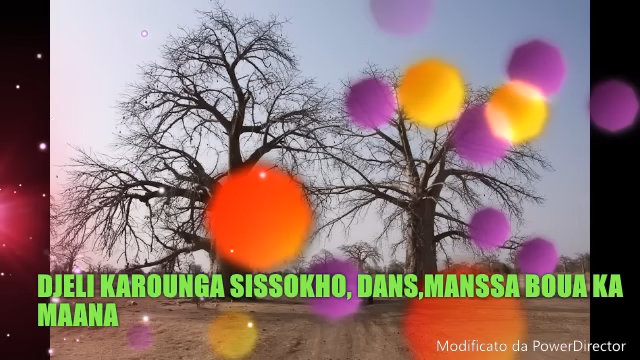 DJELI KAROUNGA SISSOKHO, DANS,MANSSA BOUA KA
MAANA
Modificato da PowerDirector